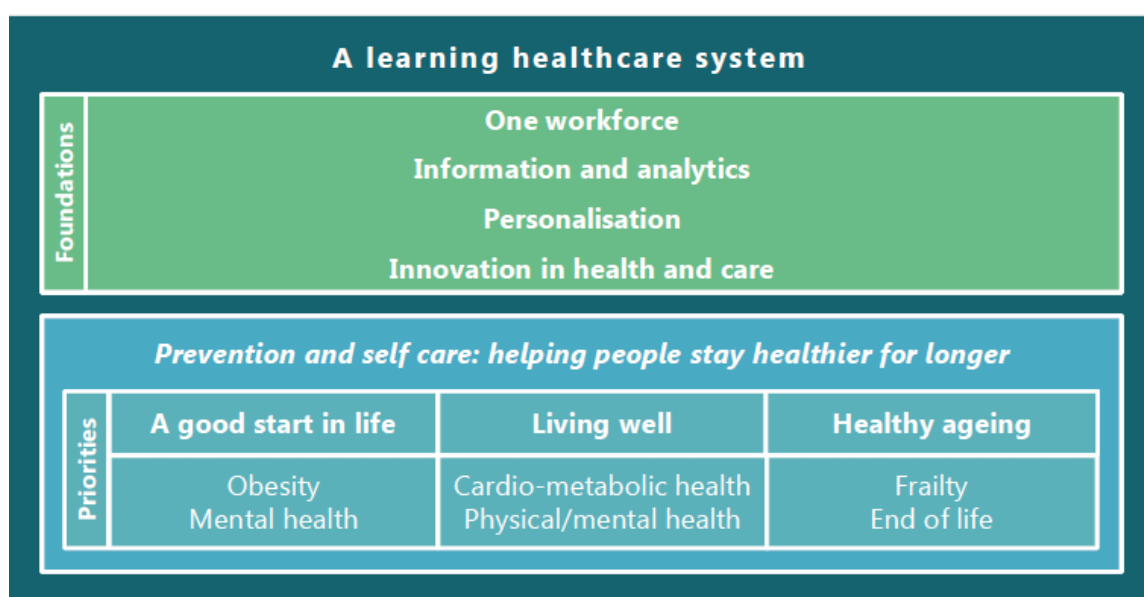 A learning healthcare system
Foundations
One workforce
Information and analytics
Personalisation
Innovation in health and care
Prevention and self care: helping people stay healthier for longer
Priorities
A good start in life
Obesity
Mental health
Living well
Cardio-metabolic health
Physical/mental health
Healthy ageing
Frailty
End of life